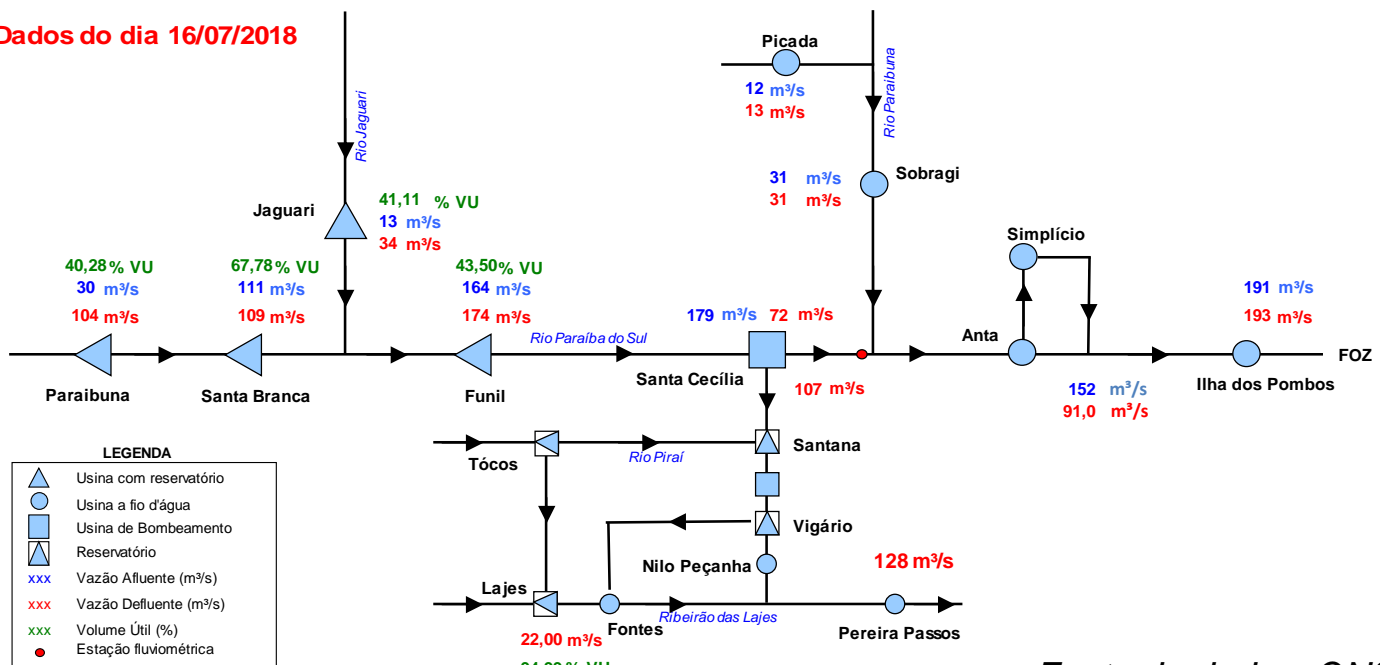 Dados do dia 16/07/2018
Picada
12 m³/s
13 m³/s
Rio Paraibuna
Rio Jaguari
31 m³/s
31 m³/s
Sobragi
Jaguari
41,11 % VU
13 m³/s
34 m³/s
Simplício
40,28 % VU
30 m³/s
104 m³/s
67,78 % VU
111 m³/s
109 m³/s
43,50 % VU
164 m³/s
174 m³/s
191 m³/s
193 m³/s
Rio Paraíba do Sul
179 m³/s 72 m³/s
Anta
FOZ
Paraibuna
Santa Branca
Funil
Santa Cecília
107 m³/s
152 m³/s
91,0 m³/s
Ilha dos Pombos
Tócos
Rio Piraí
Santana
Vigário
Nilo Peçanha
128 m³/s
Lajes
Fontes
Ribeirão das Lajes
Pereira Passos
22,00 m³/s
% VU
LEGENDA
Usina com reservatório
Usina a fio d'água
Usina de Bombeamento
Reservatório
xxx Vazão Afluente (m³/s)
xxx Vazão Defluente (m³/s)
xxx Volume Útil (%)
Estação fluviométrica